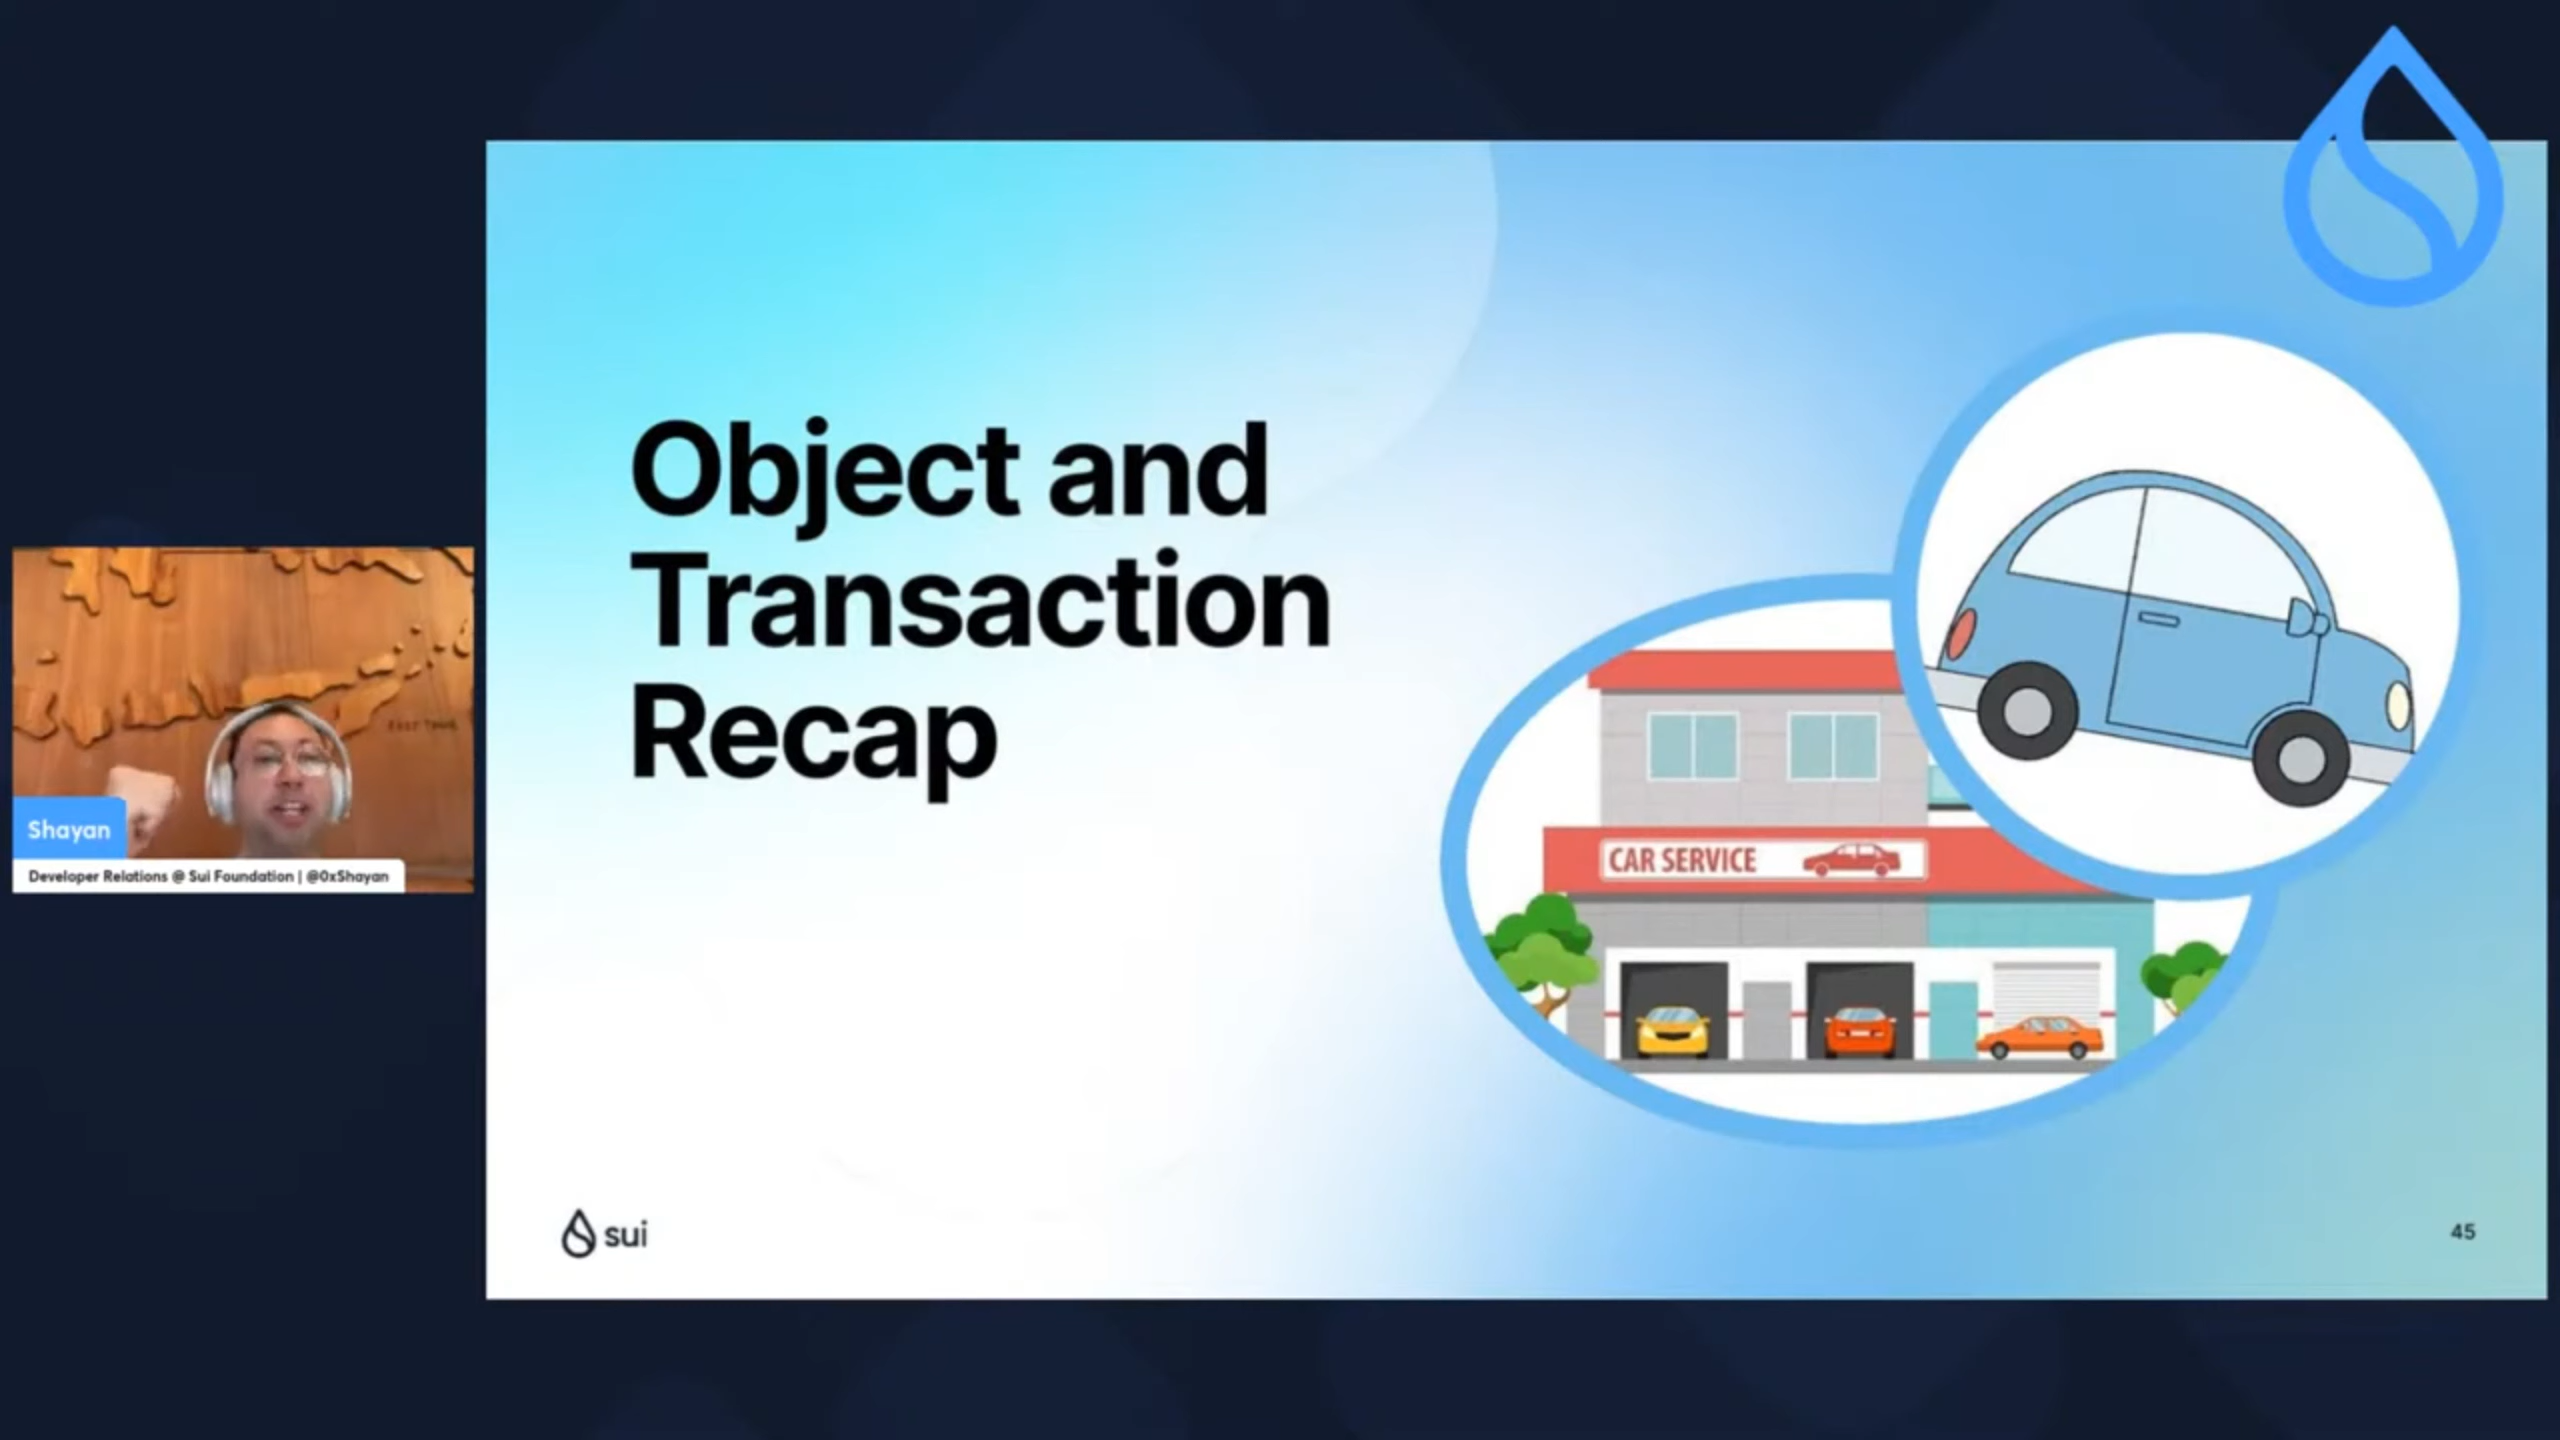 Object and
Transaction
Recap
CAR SERVICE
Shayan
Developer Relations @ Sui Foundation | @0xShayan
sui
45